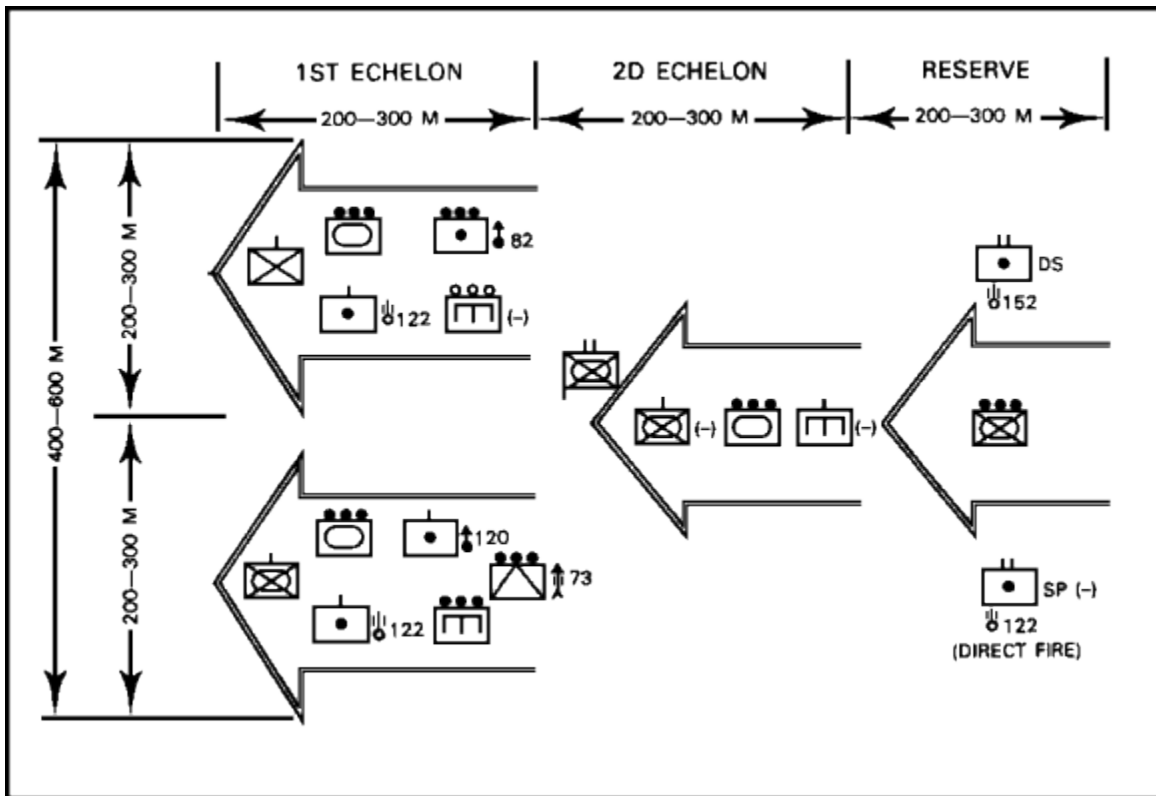 1ST ECHELON
2D ECHELON
RESERVE
200—300 M
200—300 M
200—300 M
400—600 M
200—300 M
200—300 M
82
122
(–)
120
73
122
(–)
(–)
DS
152
SP (–)
122
(DIRECT FIRE)